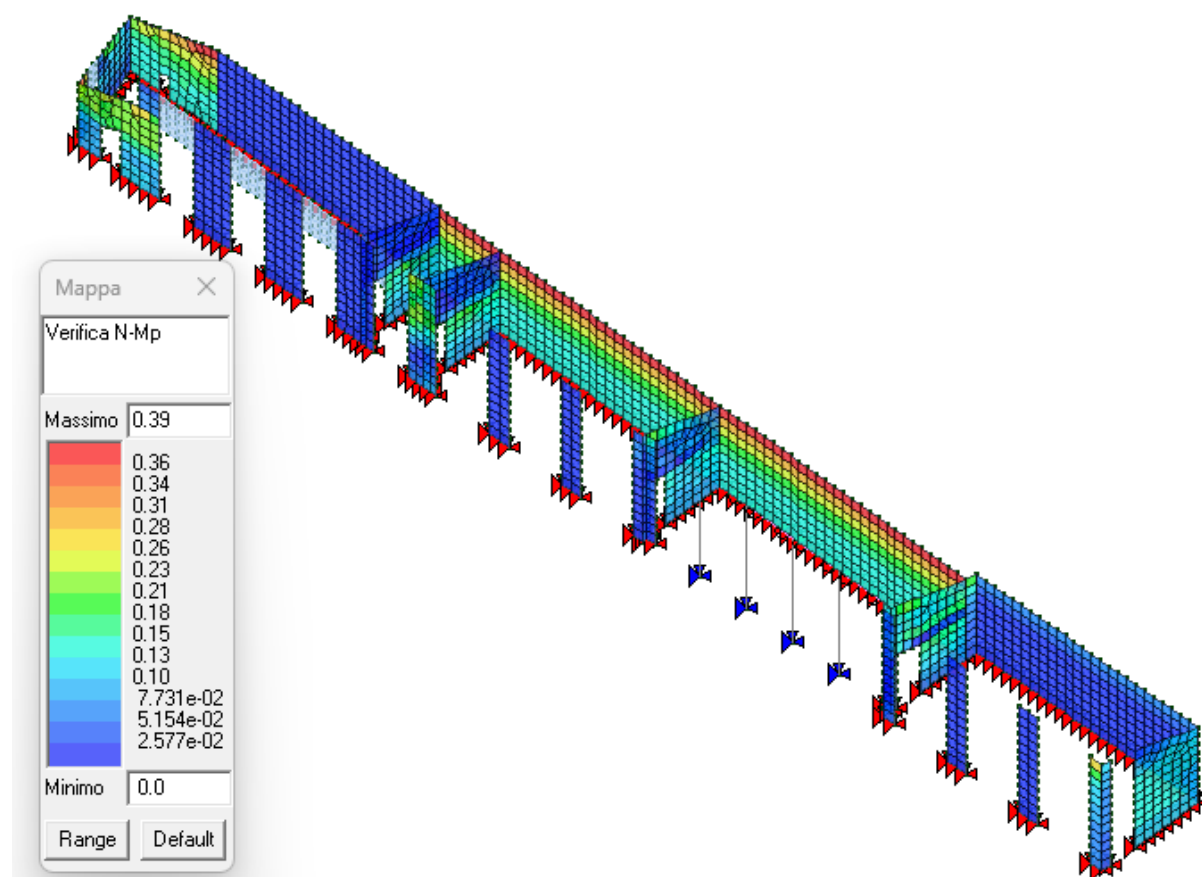 Mappa
Verifica N-Mp
Massimo 0.39
0.36
0.34
0.31
0.28
0.26
0.23
0.21
0.18
0.15
0.13
0.10
7.731e-02
5.154e-02
2.577e-02
Minimo 0.0
Range Default